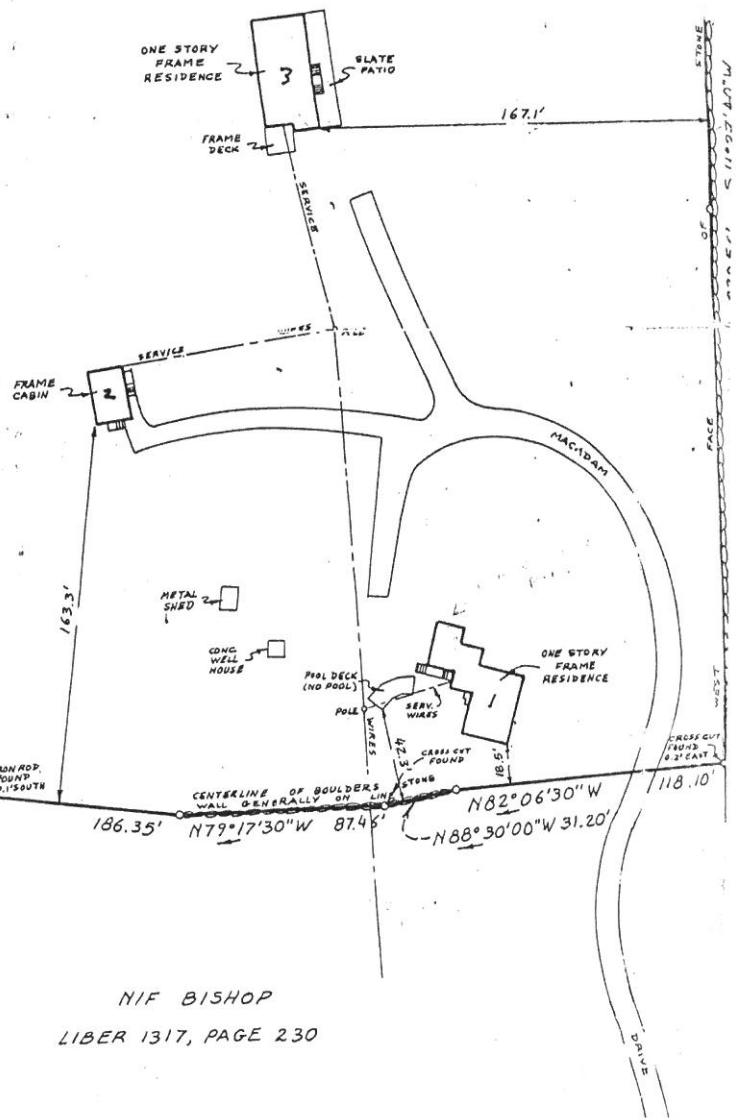 ONE STORY
FRAME
RESIDENCE
3
SLATE
PATIO
FRAME
DECK
167.1'
STONE
OF
FACE
WEST
SERVICE
SERVICE
WIRES
FRAME
CABIN
2
MACADAM
163.3'
METAL
SHED
CONC
WELL
HOUSE
POOL DECK
(NO POOL)
ONE STORY
FRAME
RESIDENCE
1
POLE
SERV.
WIRES
WIRES
42.3'
18.5'
CROSS CUT
FOUND
CROSS CUT
FOUND
0.2' EAST
0.1' SOUTH
CENTERLINE OF BOULDERS
WALL GENERALLY ON LINE
STONE
186.35'
N79°17'30"W
87.46'
N88°30'00"W 31.20'
N82°06'30"W
118.10'
N/F BISHOP
LIBER 1317, PAGE 230
DRIVE